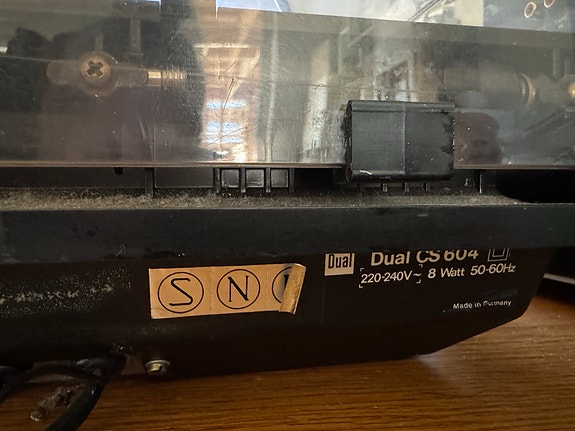 Dual Dual CS 604
220-240V~ 8 Watt 50-60Hz
S N
Made in Germany